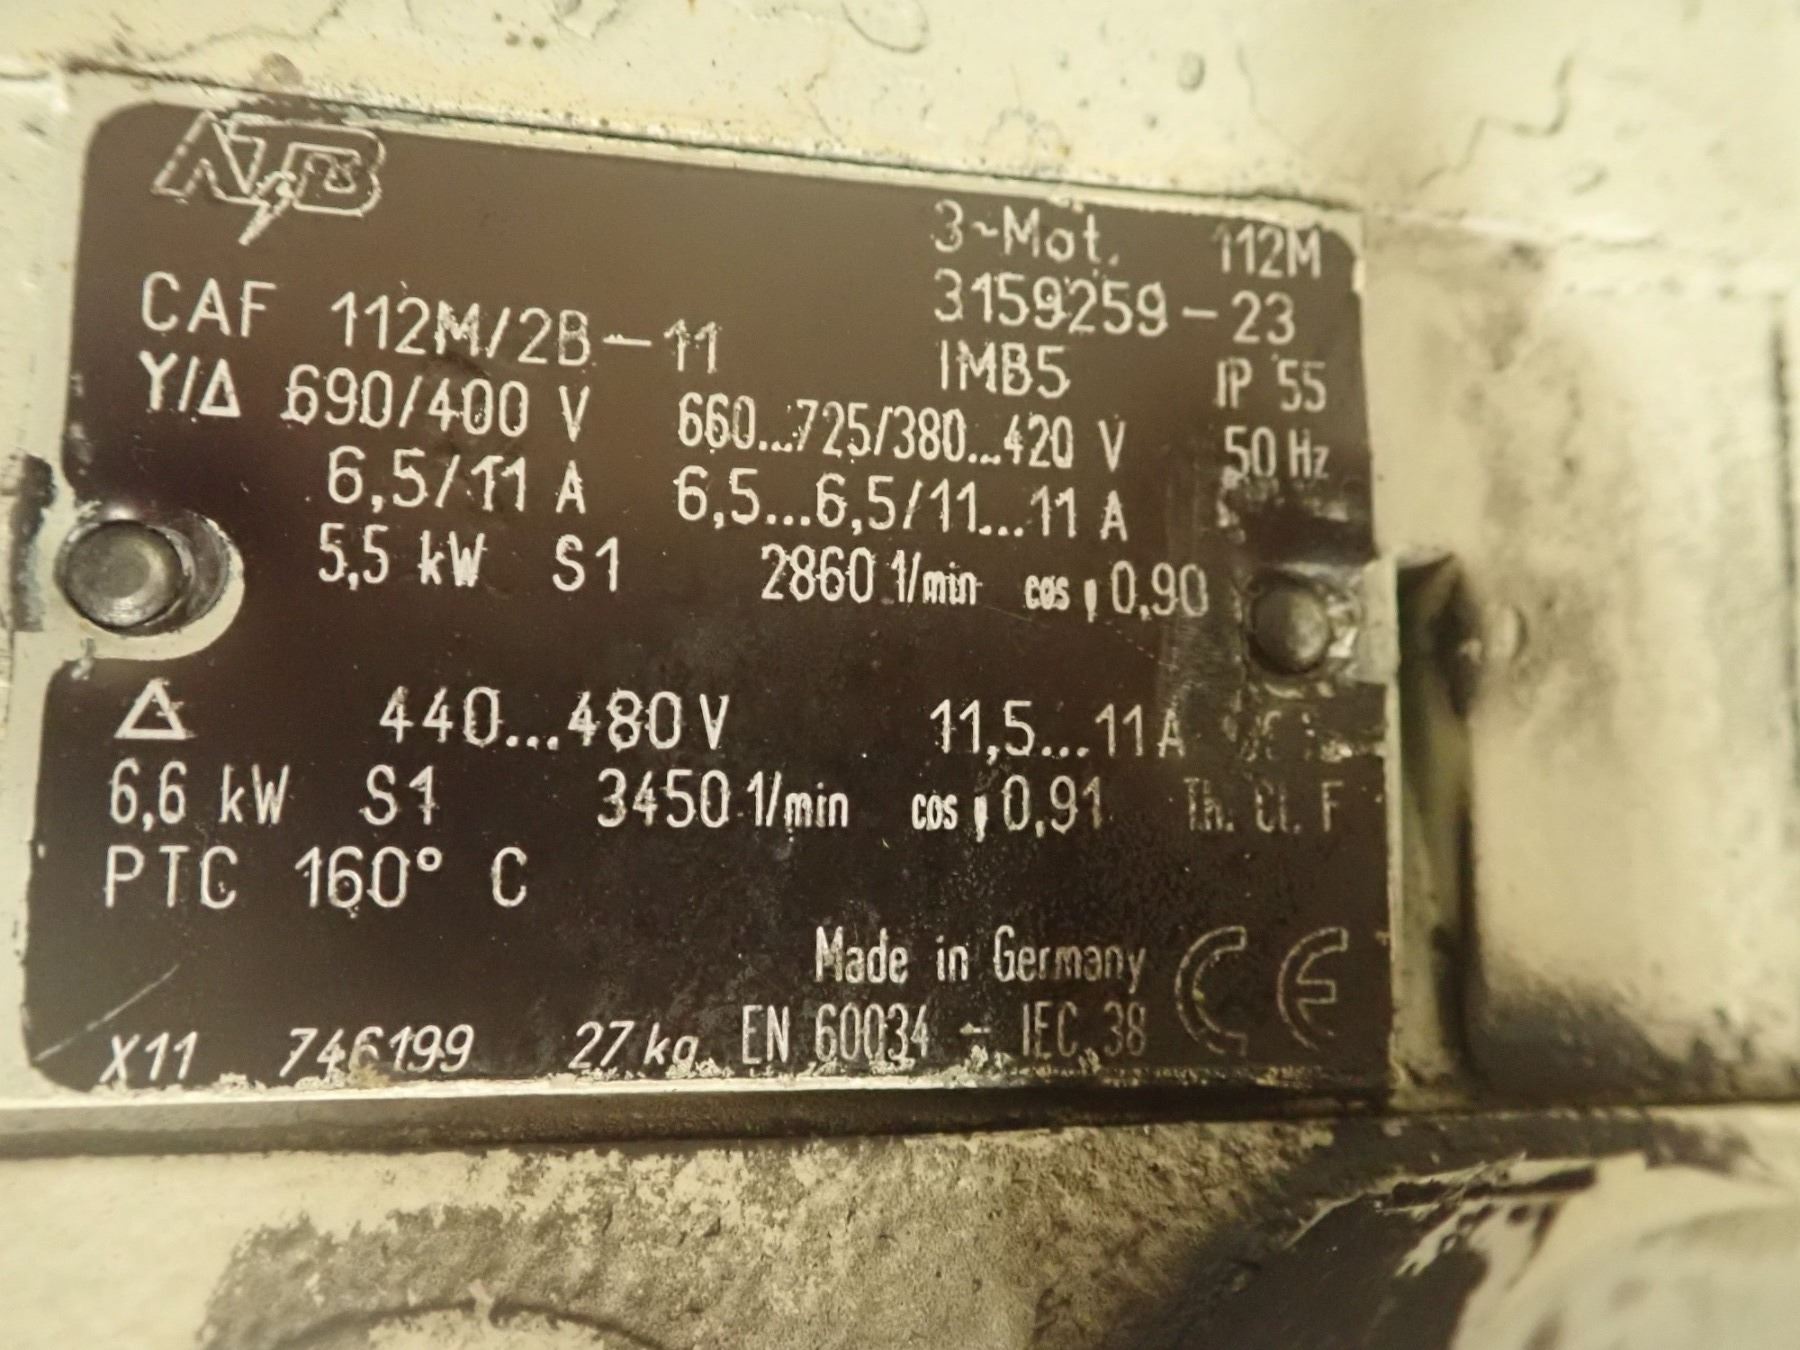 ATB
3~Mot. 112M
CAF 112M/2B-11 3159259-23
IMB5 IP 55
Y/Δ 690/400 V 660...725/380...420 V 50 Hz
6,5/11 A 6,5...6,5/11...11 A
5,5 kW S1 2860 1/min cos φ 0,90
Δ 440...480 V 11,5...11 A
6,6 kW S1 3450 1/min cos φ 0,91 Th. Cl. F
PTC 160° C
Made in Germany CE
X11 746199 27 kg EN 60034 - IEC 38